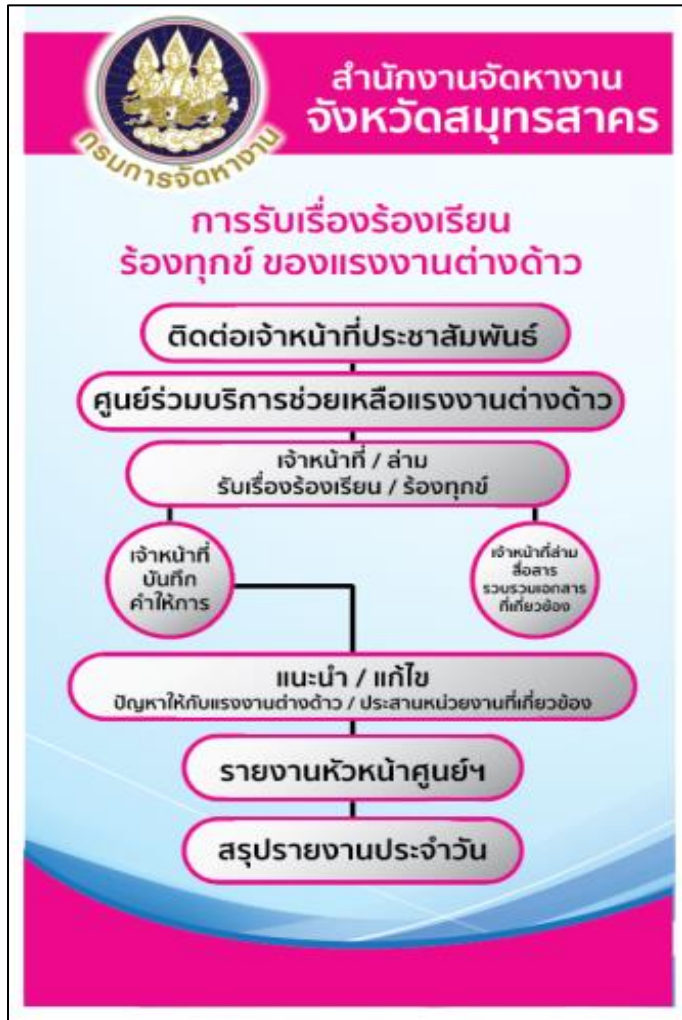 สำนักงานจัดหางาน
จังหวัดสมุทรสาคร
กรมการจัดหางาน
การรับเรื่องร้องเรียน
ร้องทุกข์ ของแรงงานต่างด้าว
ติดต่อเจ้าหน้าที่ประชาสัมพันธ์
ศูนย์ร่วมบริการช่วยเหลือแรงงานต่างด้าว
เจ้าหน้าที่ / ล่าม
รับเรื่องร้องเรียน / ร้องทุกข์
เจ้าหน้าที่
บันทึก
คำให้การ
เจ้าหน้าที่ล่าม
สื่อสาร
รวบรวมเอกสาร
ที่เกี่ยวข้อง
แนะนำ / แก้ไข
ปัญหาให้กับแรงงานต่างด้าว / ประสานหน่วยงานที่เกี่ยวข้อง
รายงานหัวหน้าศูนย์ฯ
สรุปรายงานประจำวัน